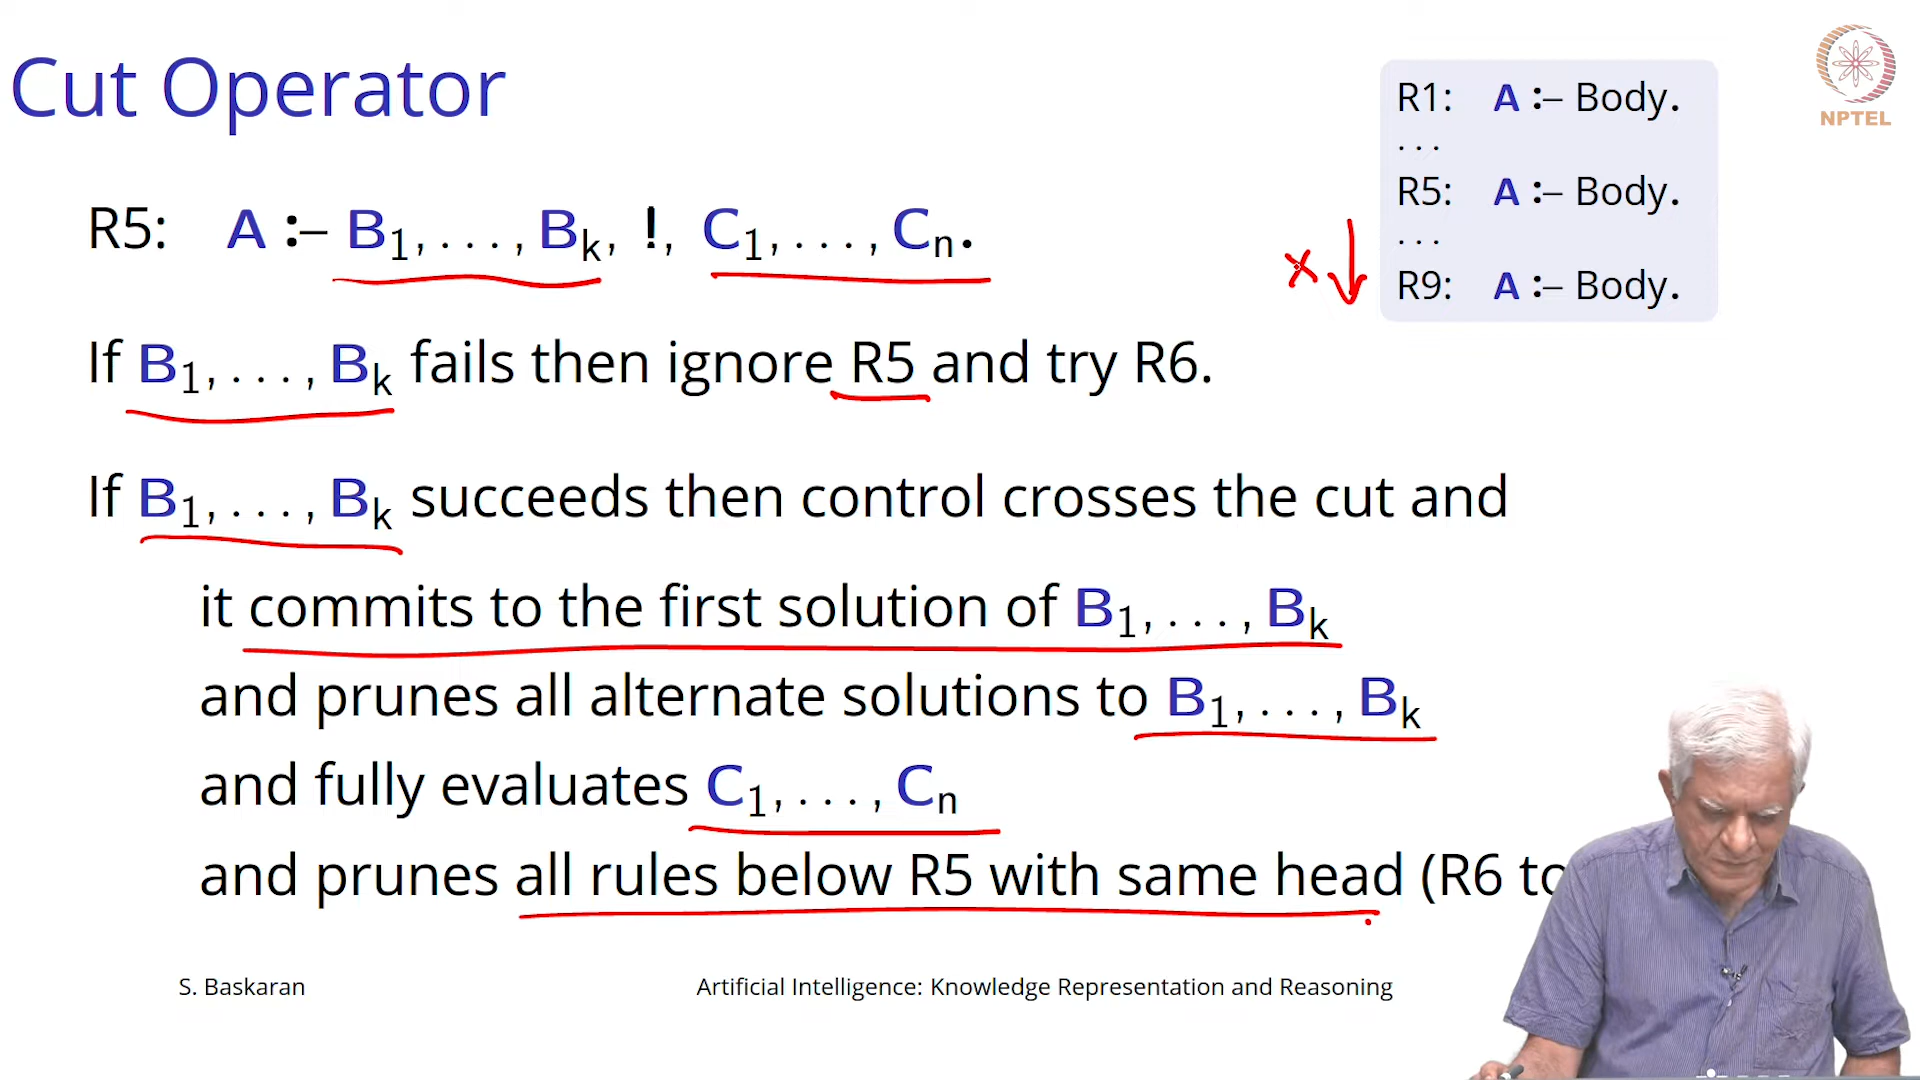 Cut Operator
R1: A :– Body.
. . .
R5: A :– Body.
. . .
R9: A :– Body.
NPTEL
R5: A :– B1, . . . , Bk, !, C1, . . . , Cn.
If B1, . . . , Bk fails then ignore R5 and try R6.
If B1, . . . , Bk succeeds then control crosses the cut and
it commits to the first solution of B1, . . . , Bk
and prunes all alternate solutions to B1, . . . , Bk
and fully evaluates C1, . . . , Cn
and prunes all rules below R5 with same head (R6 to
S. Baskaran
Artificial Intelligence: Knowledge Representation and Reasoning